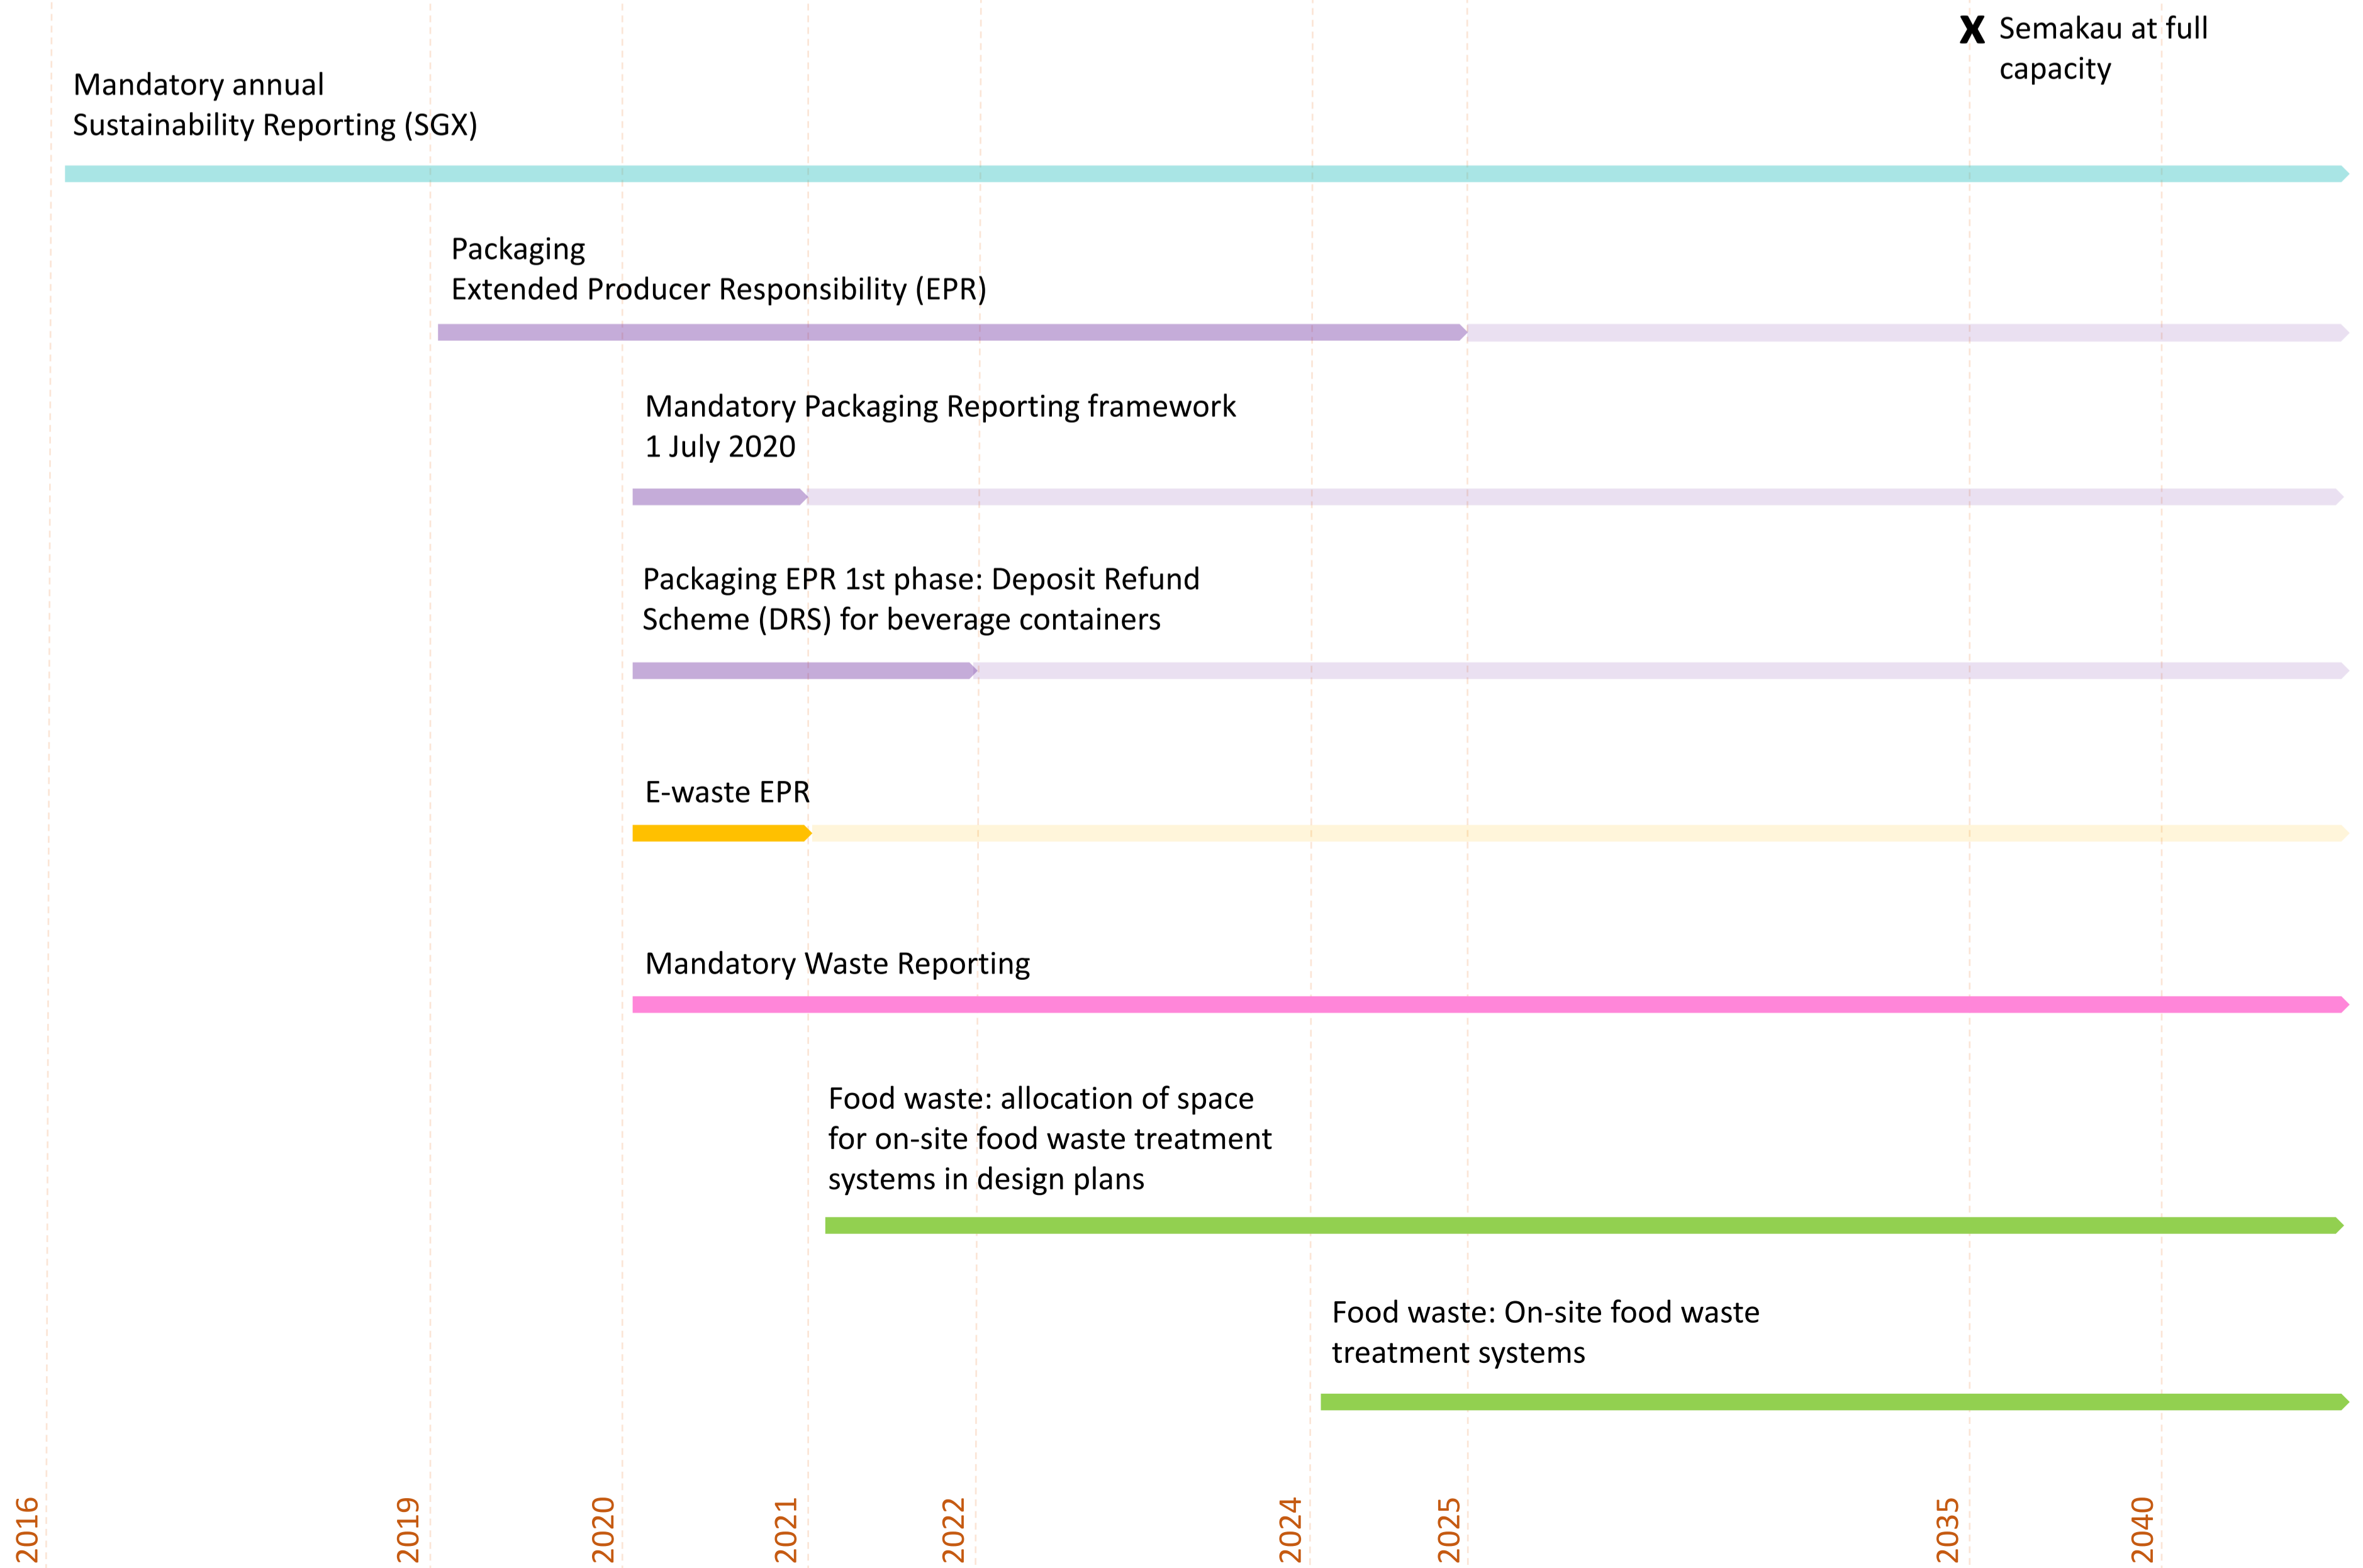 X Semakau at full
capacity
Mandatory annual
Sustainability Reporting (SGX)
Packaging
Extended Producer Responsibility (EPR)
Mandatory Packaging Reporting framework
1 July 2020
Packaging EPR 1st phase: Deposit Refund
Scheme (DRS) for beverage containers
E-waste EPR
Mandatory Waste Reporting
Food waste: allocation of space
for on-site food waste treatment
systems in design plans
Food waste: On-site food waste
treatment systems
2016
2019
2020
2021
2022
2024
2025
2035
2040